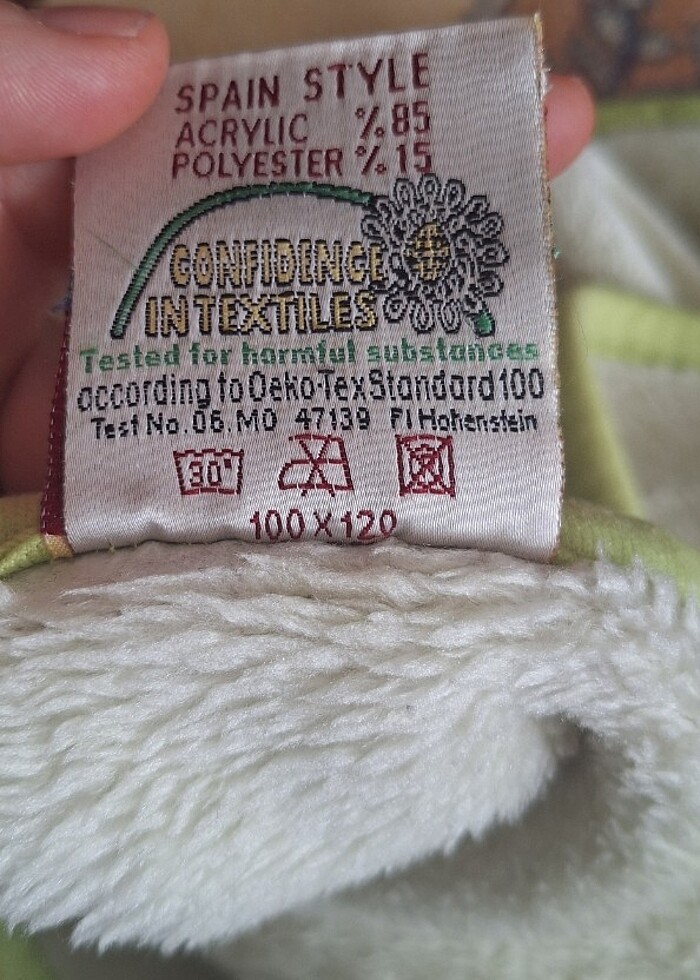 SPAIN STYLE
ACRYLIC %85
POLYESTER %15
CONFIDENCE
IN TEXTILES
Tested for harmful substances
according to Oeko-Tex Standard 100
Test No. 06.M0 47139 FI Hohenstein
30°
100 X 120